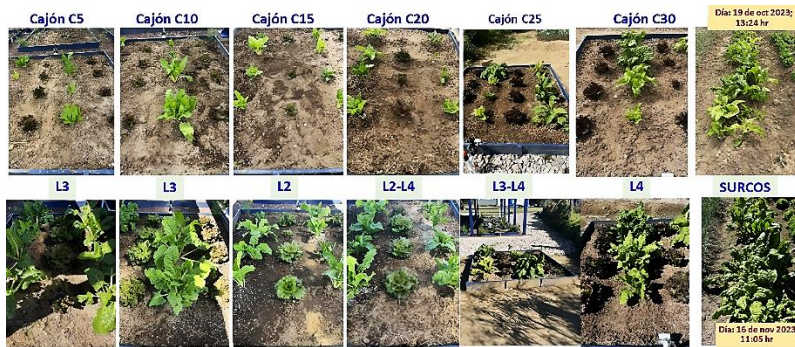 Cajón C5
Cajón C10
Cajón C15
Cajón C20
Cajón C25
Cajón C30
Día: 19 de oct 2023;
13:24 hr
L3
L3
L2
L2-L4
L3-L4
L4
SURCOS
Día: 16 de nov 2023
11:05 hr